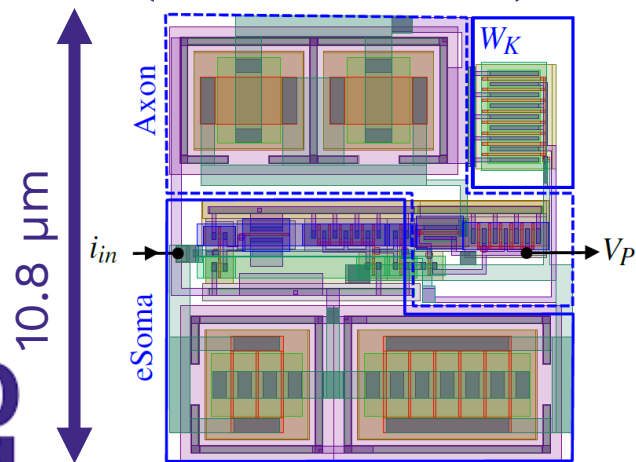 Axon
W_K
i_in
V_P
eSoma
10.8 μm